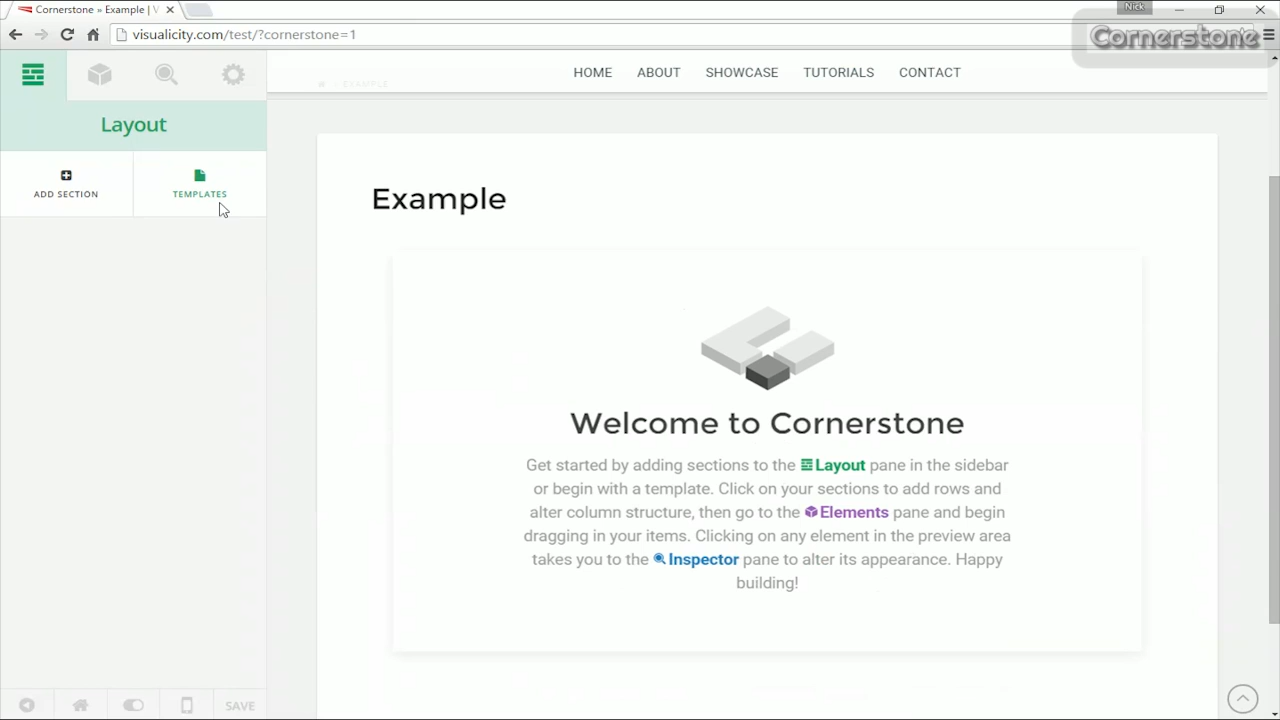 Cornerstone » Example | V
Nick
visualicity.com/test/?cornerstone=1
Cornerstone
HOME ABOUT SHOWCASE TUTORIALS CONTACT
EXAMPLE
Layout
ADD SECTION
TEMPLATES
Example
Welcome to Cornerstone
Get started by adding sections to the Layout pane in the sidebar
or begin with a template. Click on your sections to add rows and
alter column structure, then go to the Elements pane and begin
dragging in your items. Clicking on any element in the preview area
takes you to the Inspector pane to alter its appearance. Happy
building!
SAVE